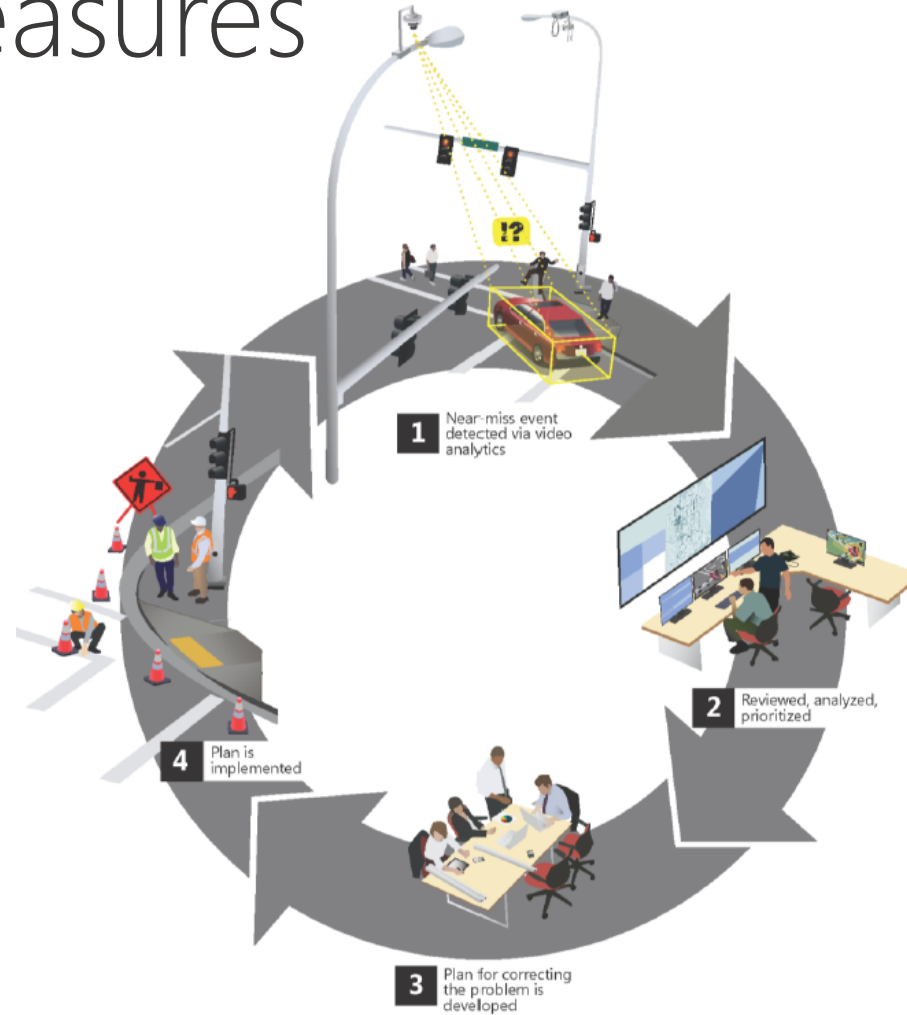 easures
!?
1
Near-miss event
detected via video
analytics
2
Reviewed, analyzed,
prioritized
3
Plan for correcting
the problem is
developed
4
Plan is
implemented